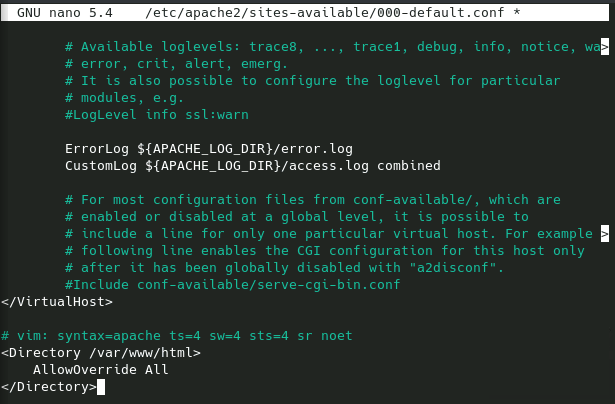 GNU nano 5.4 /etc/apache2/sites-available/000-default.conf *
# Available loglevels: trace8, ..., trace1, debug, info, notice, wa>
# error, crit, alert, emerg.
# It is also possible to configure the loglevel for particular
# modules, e.g.
#LogLevel info ssl:warn
ErrorLog ${APACHE_LOG_DIR}/error.log
CustomLog ${APACHE_LOG_DIR}/access.log combined
# For most configuration files from conf-available/, which are
# enabled or disabled at a global level, it is possible to
# include a line for only one particular virtual host. For example >
# following line enables the CGI configuration for this host only
# after it has been globally disabled with "a2disconf".
#Include conf-available/serve-cgi-bin.conf
</VirtualHost>
# vim: syntax=apache ts=4 sw=4 sts=4 sr noet
<Directory /var/www/html>
AllowOverride All
</Directory>